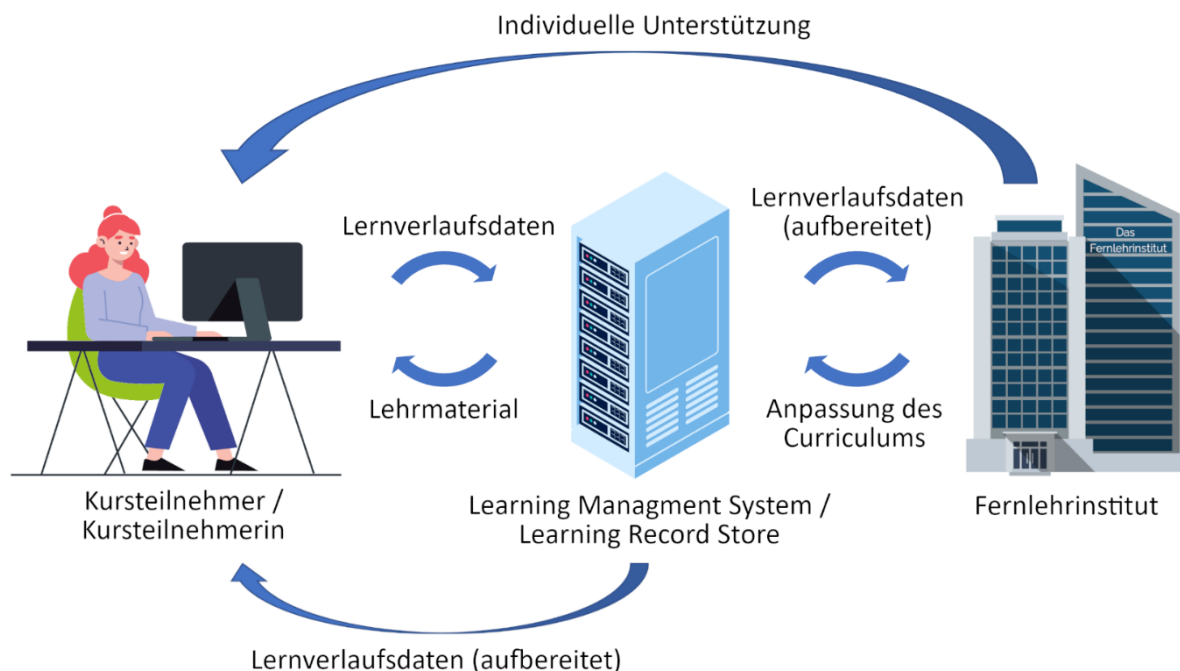 Individuelle Unterstützung
Lernverlaufsdaten
Lernverlaufsdaten
(aufbereitet)
Das
Fernlehrinstitut
Lehrmaterial
Anpassung des
Curriculums
Kursteilnehmer /
Kursteilnehmerin
Learning Managment System /
Learning Record Store
Fernlehrinstitut
Lernverlaufsdaten (aufbereitet)